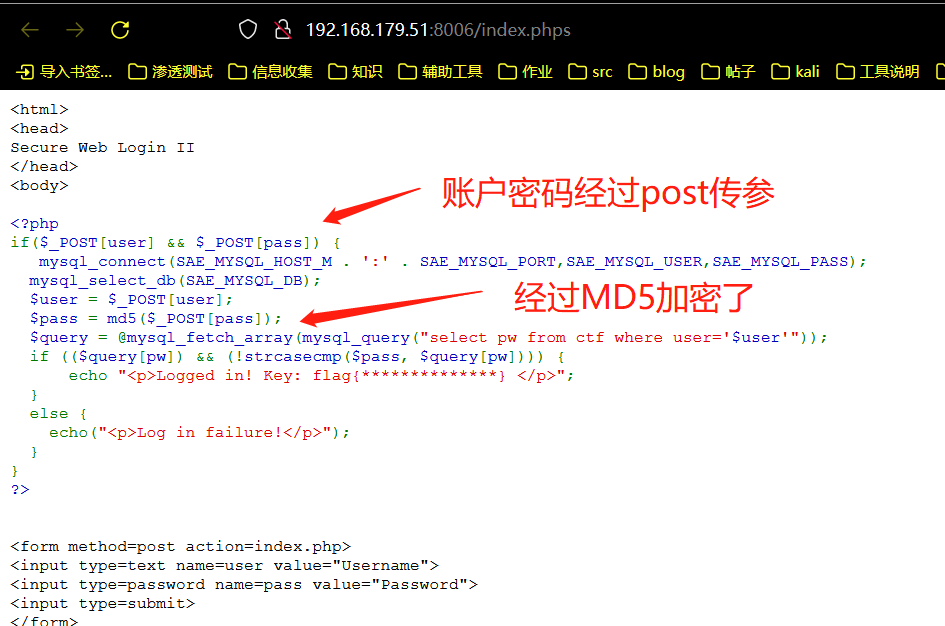 192.168.179.51:8006/index.phps
导入书签... 渗透测试 信息收集 知识 辅助工具 作业 src blog 帖子 kali 工具说明
<html>
<head>
Secure Web Login II
</head>
<body>
账户密码经过post传参
<?php
if($_POST[user] && $_POST[pass]) {
mysql_connect(SAE_MYSQL_HOST_M . ':' . SAE_MYSQL_PORT,SAE_MYSQL_USER,SAE_MYSQL_PASS);
mysql_select_db(SAE_MYSQL_DB);
$user = $_POST[user];
经过MD5加密了
$pass = md5($_POST[pass]);
$query = @mysql_fetch_array(mysql_query("select pw from ctf where user='$user'"));
if (($query[pw]) && (!strcasecmp($pass, $query[pw]))) {
echo "<p>Logged in! Key: flag{**************} </p>";
}
else {
echo("<p>Log in failure!</p>");
}
}
?>
<form method=post action=index.php>
<input type=text name=user value="Username">
<input type=password name=pass value="Password">
<input type=submit>
</form>